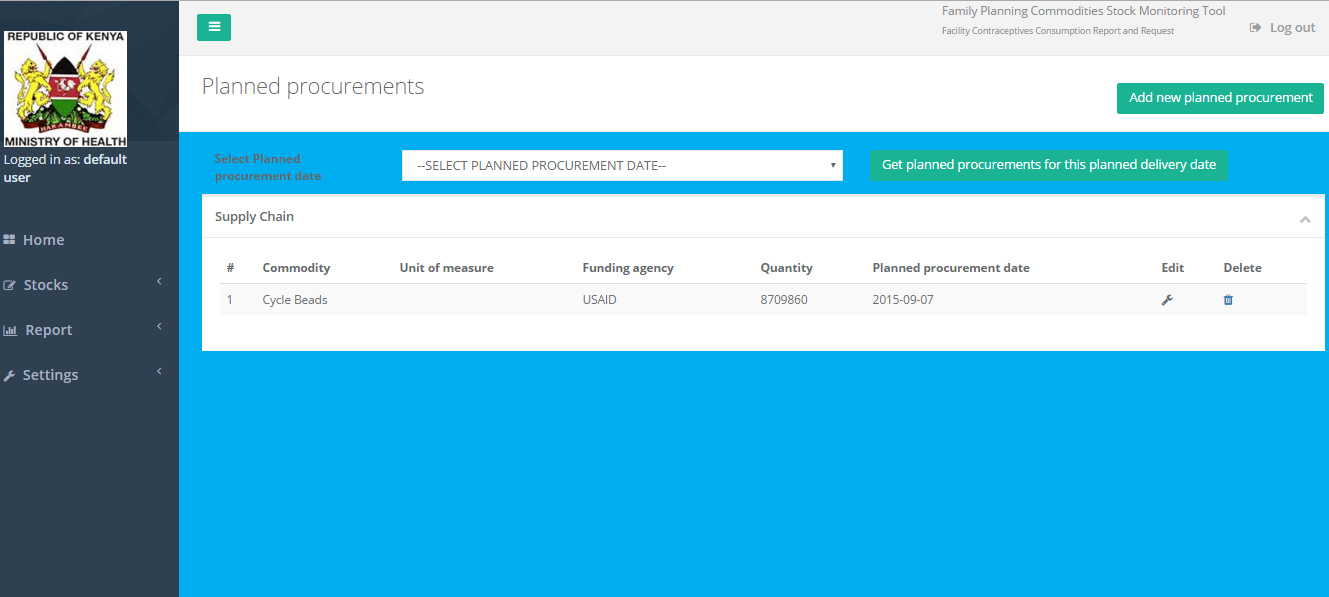 REPUBLIC OF KENYA
HARAMBEE
MINISTRY OF HEALTH
Logged in as: default
user
Home
Stocks
Report
Settings
Family Planning Commodities Stock Monitoring Tool
Facility Contraceptives Consumption Report and Request
Log out
Planned procurements
Add new planned procurement
Select Planned
procurement date
--SELECT PLANNED PROCUREMENT DATE--
Get planned procurements for this planned delivery date
Supply Chain
# Commodity Unit of measure Funding agency Quantity Planned procurement date Edit Delete
1 Cycle Beads USAID 8709860 2015-09-07